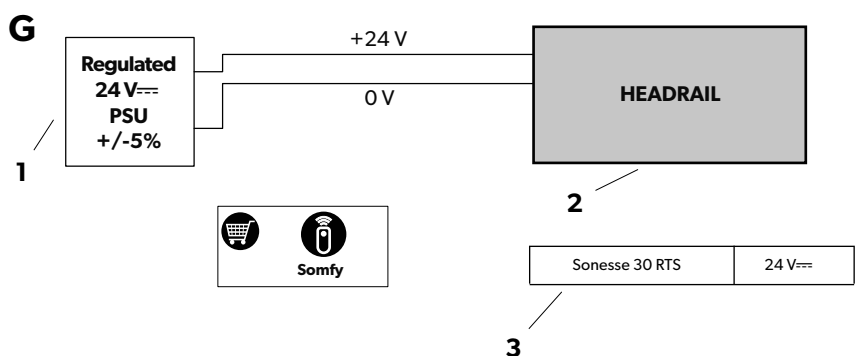 G
+24 V
Regulated
24 V⎓
PSU
+/-5%
0 V
HEADRAIL
1
2
Somfy
Sonesse 30 RTS 24 V⎓
3